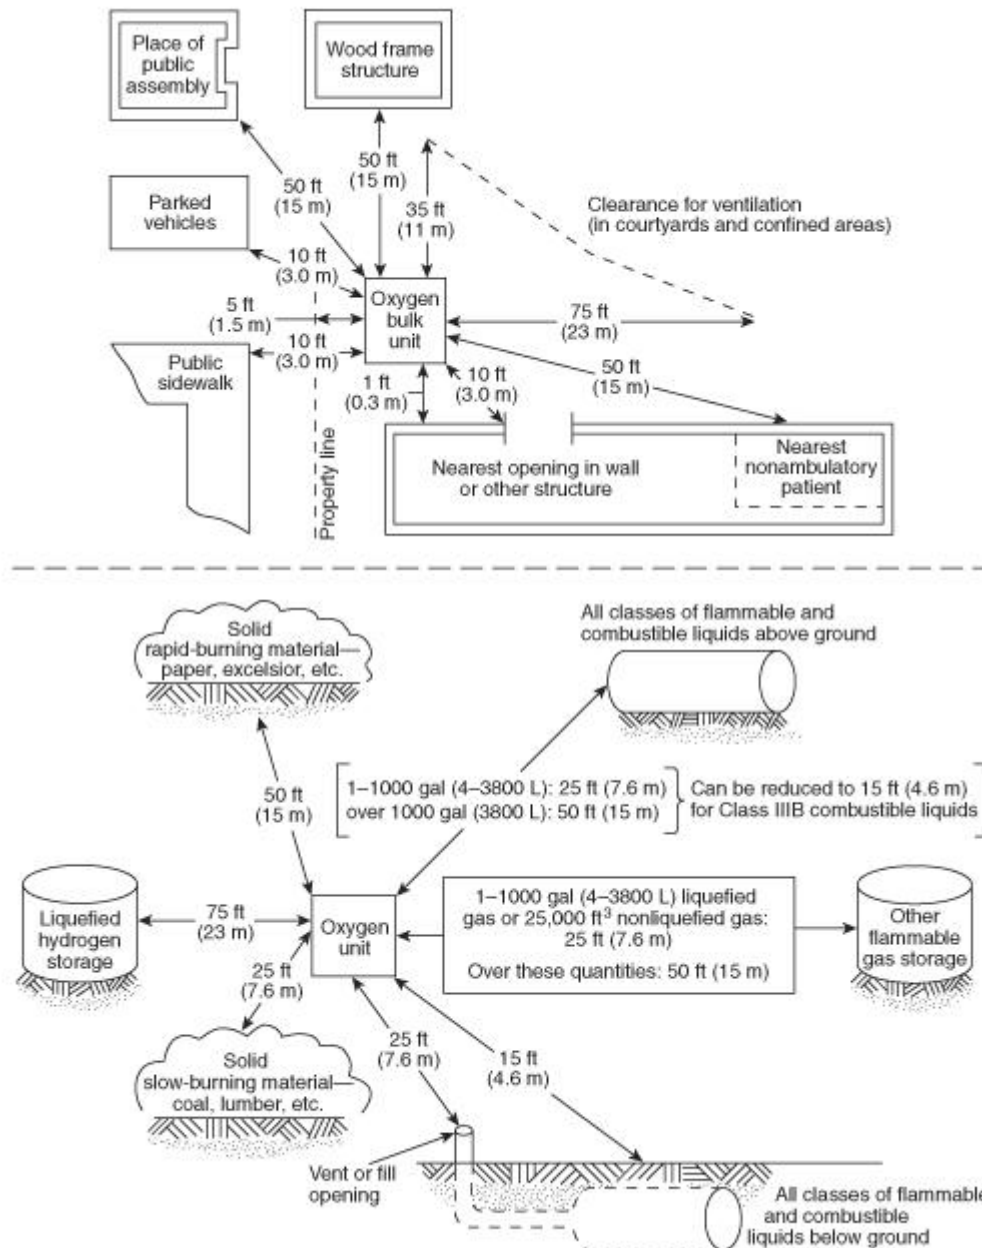 Place of
public
assembly
Wood frame
structure
50 ft
(15 m)
50 ft
(15 m)
35 ft
(11 m)
Clearance for ventilation
(in courtyards and confined areas)
Parked
vehicles
10 ft
(3.0 m)
Oxygen
bulk
unit
5 ft
(1.5 m)
75 ft
(23 m)
10 ft
(3.0 m)
Public
sidewalk
50 ft
(15 m)
1 ft
(0.3 m)
10 ft
(3.0 m)
Property line
Nearest opening in wall
or other structure
Nearest
nonambulatory
patient
Solid
rapid-burning material—
paper, excelsior, etc.
All classes of flammable and
combustible liquids above ground
50 ft
(15 m)
1–1000 gal (4–3800 L): 25 ft (7.6 m)
over 1000 gal (3800 L): 50 ft (15 m)
Can be reduced to 15 ft (4.6 m)
for Class IIIB combustible liquids
Liquefied
hydrogen
storage
75 ft
(23 m)
Oxygen
unit
1–1000 gal (4–3800 L) liquefied
gas or 25,000 ft³ nonliquefied gas:
25 ft (7.6 m)
Over these quantities: 50 ft (15 m)
Other
flammable
gas storage
25 ft
(7.6 m)
Solid
slow-burning material—
coal, lumber, etc.
25 ft
(7.6 m)
15 ft
(4.6 m)
Vent or fill
opening
All classes of flammable
and combustible
liquids below ground